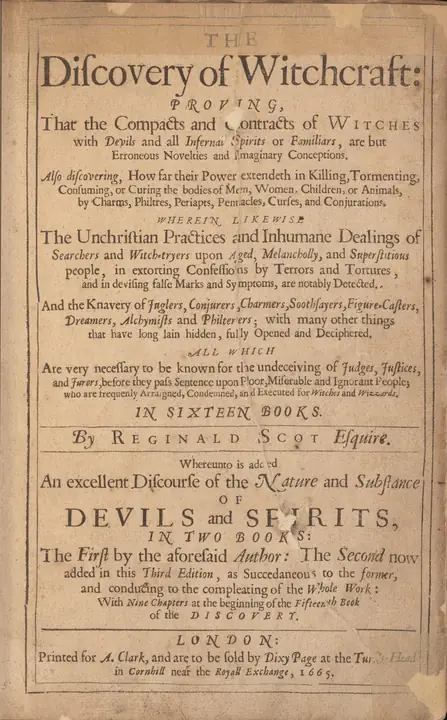 THE
Diſcovery of Witchcraft:
PROVING,
That the Compacts and Contracts of WITCHES
with Devils and all Infernal Spirits or Familiars, are but
Erroneous Novelties and Imaginary Conceptions.
Alſo diſcovering, How far their Power extendeth in Killing, Tormenting,
Conſuming, or Curing the bodies of Men, Women, Children, or Animals,
by Charms, Philtres, Periapts, Pentacles, Curſes, and Conjurations.
WHEREIN LIKEWISE
The Unchriſtian Practices and Inhumane Dealings of
Searchers and Witch-tryers upon Aged, Melancholly, and Superſtitious
people, in extorting Confeſſions by Terrors and Tortures,
and in deviſing falſe Marks and Symptoms, are notably Detected.
And the Knavery of Juglers, Conjurers, Charmers, Soothſayers, Figure-Caſters,
Dreamers, Alchymiſts and Philterers; with many other things
that have long lain hidden, fully Opened and Deciphered.
ALL WHICH
Are very neceſſary to be known for the undeceiving of Judges, Juſtices,
and Jurors, before they paſs Sentence upon Poor, Miſerable and Ignorant People;
who are frequenly Arraigned, Condemned, and Executed for Witches and Wizzards.
IN SIXTEEN BOOKS.
By REGINALD SCOT Eſquire.
Whereunto is added
An excellent Diſcourſe of the Nature and Subſtance
OF
DEVILS and SPIRITS,
IN TWO BOOKS:
The Firſt by the aforeſaid Author: The Second now
added in this Third Edition, as Succedaneous to the former,
and conducing to the compleating of the Whole Work:
With Nine Chapters at the beginning of the Fifteenth Book
of the DISCOVERY.
LONDON:
Printed for A. Clark, and are to be ſold by Dixy Page at the Turks-Head
in Cornhill near the Royall Exchange, 1665.